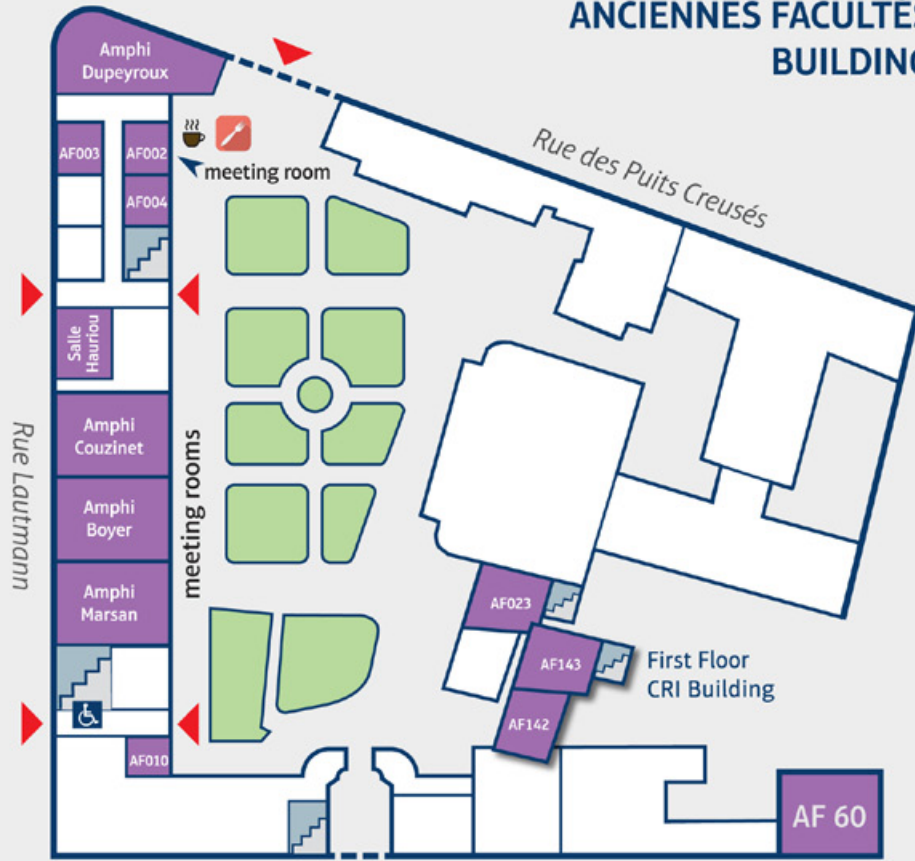 ANCIENNES FACULTES
BUILDING
Amphi
Dupeyroux
Rue des Puits Creusés
AF003
AF002
meeting room
AF004
Salle
Hauriou
Amphi
Couzinet
Rue Lautmann
meeting rooms
Amphi
Boyer
Amphi
Marsan
AF023
AF143
First Floor
CRI Building
AF142
AF010
AF 60